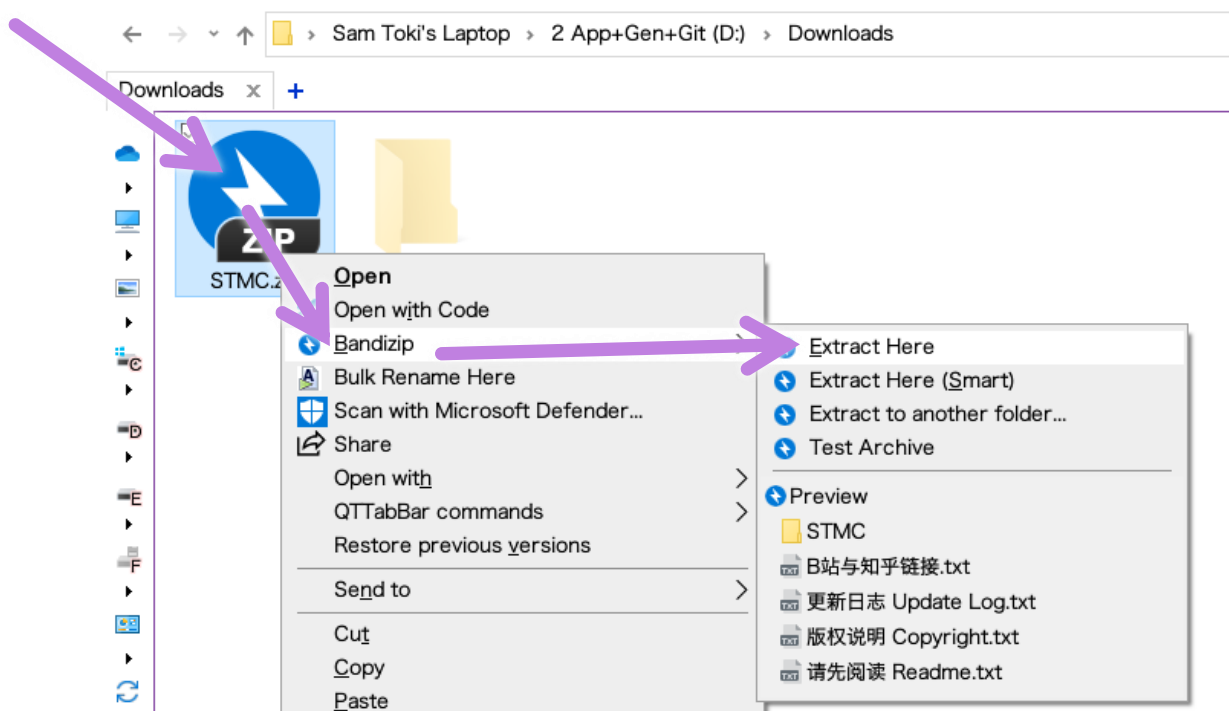 Sam Toki's Laptop › 2 App+Gen+Git (D:) › Downloads
Downloads x +
ZIP
STMC.z
Open
Open with Code
Bandizip
Bulk Rename Here
Scan with Microsoft Defender...
Share
Open with
QTTabBar commands
Restore previous versions
Send to
Cut
Copy
Paste
Extract Here
Extract Here (Smart)
Extract to another folder...
Test Archive
Preview
STMC
TXT B站与知乎链接.txt
TXT 更新日志 Update Log.txt
TXT 版权说明 Copyright.txt
TXT 请先阅读 Readme.txt
C
D
E
F